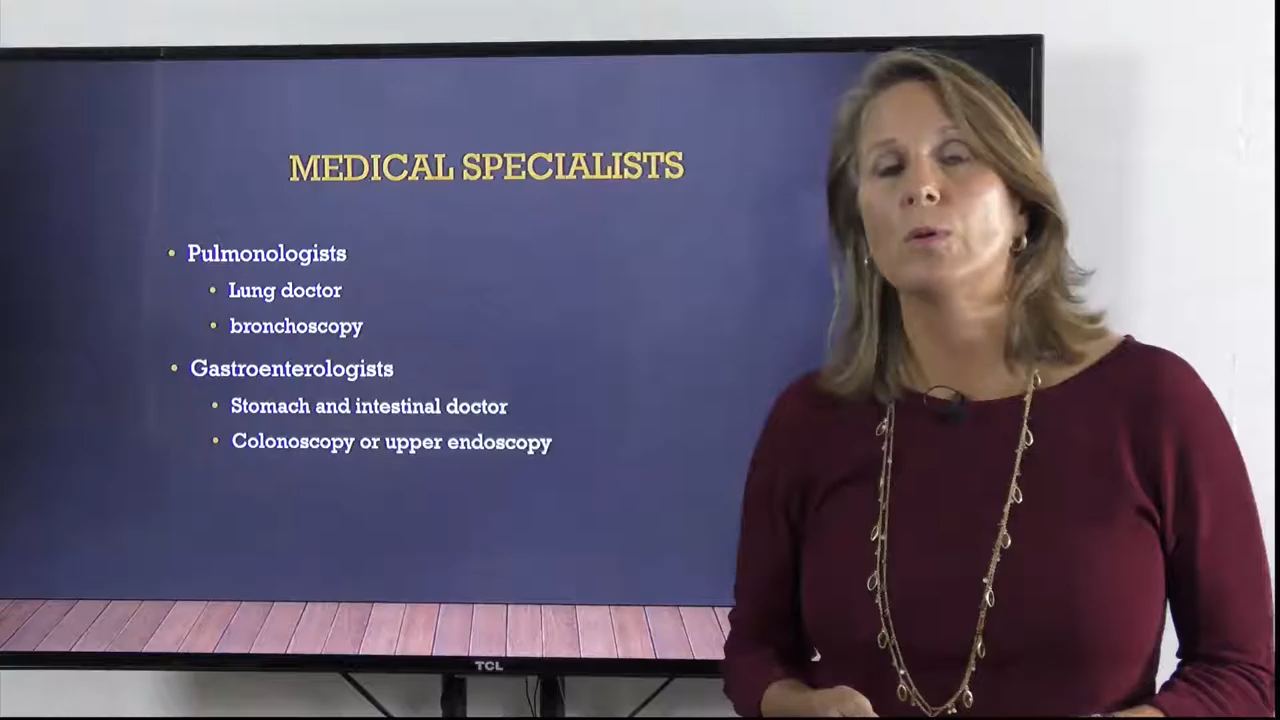 MEDICAL SPECIALISTS
• Pulmonologists
• Lung doctor
• bronchoscopy
• Gastroenterologists
• Stomach and intestinal doctor
• Colonoscopy or upper endoscopy
TCL